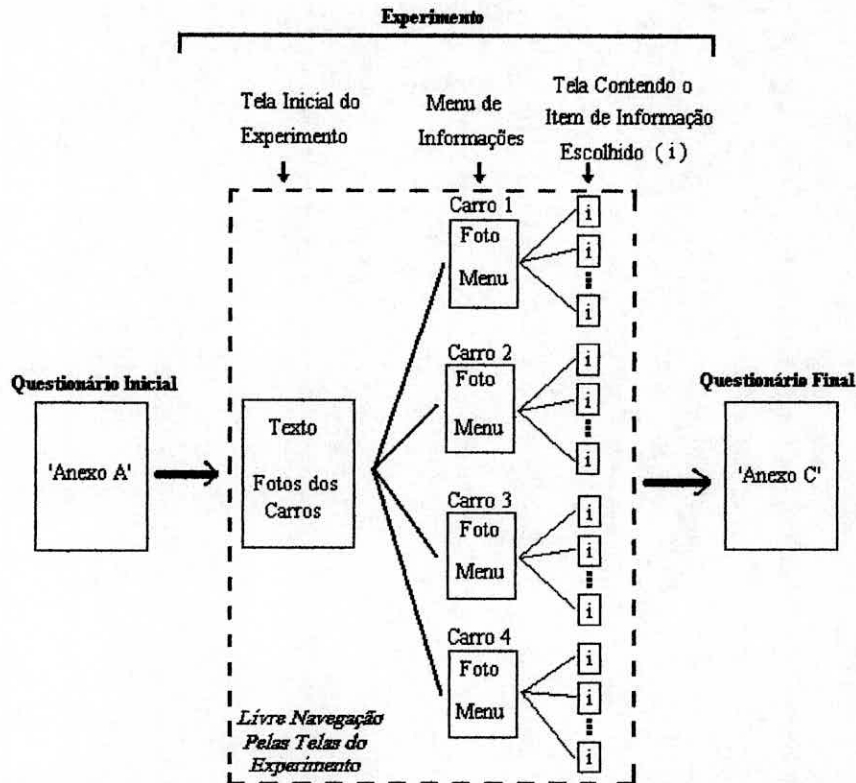 Experimento
Tela Inicial do
Experimento
Menu de
Informações
Tela Contendo o
Item de Informação
Escolhido (i)
Questionário Inicial
'Anexo A'
Texto
Fotos dos
Carros
Carro 1
Foto
Menu
i
i
i
Carro 2
Foto
Menu
i
i
i
Carro 3
Foto
Menu
i
i
i
Carro 4
Foto
Menu
i
i
i
Livre Navegação
Pelas Telas do
Experimento
Questionário Final
'Anexo C'